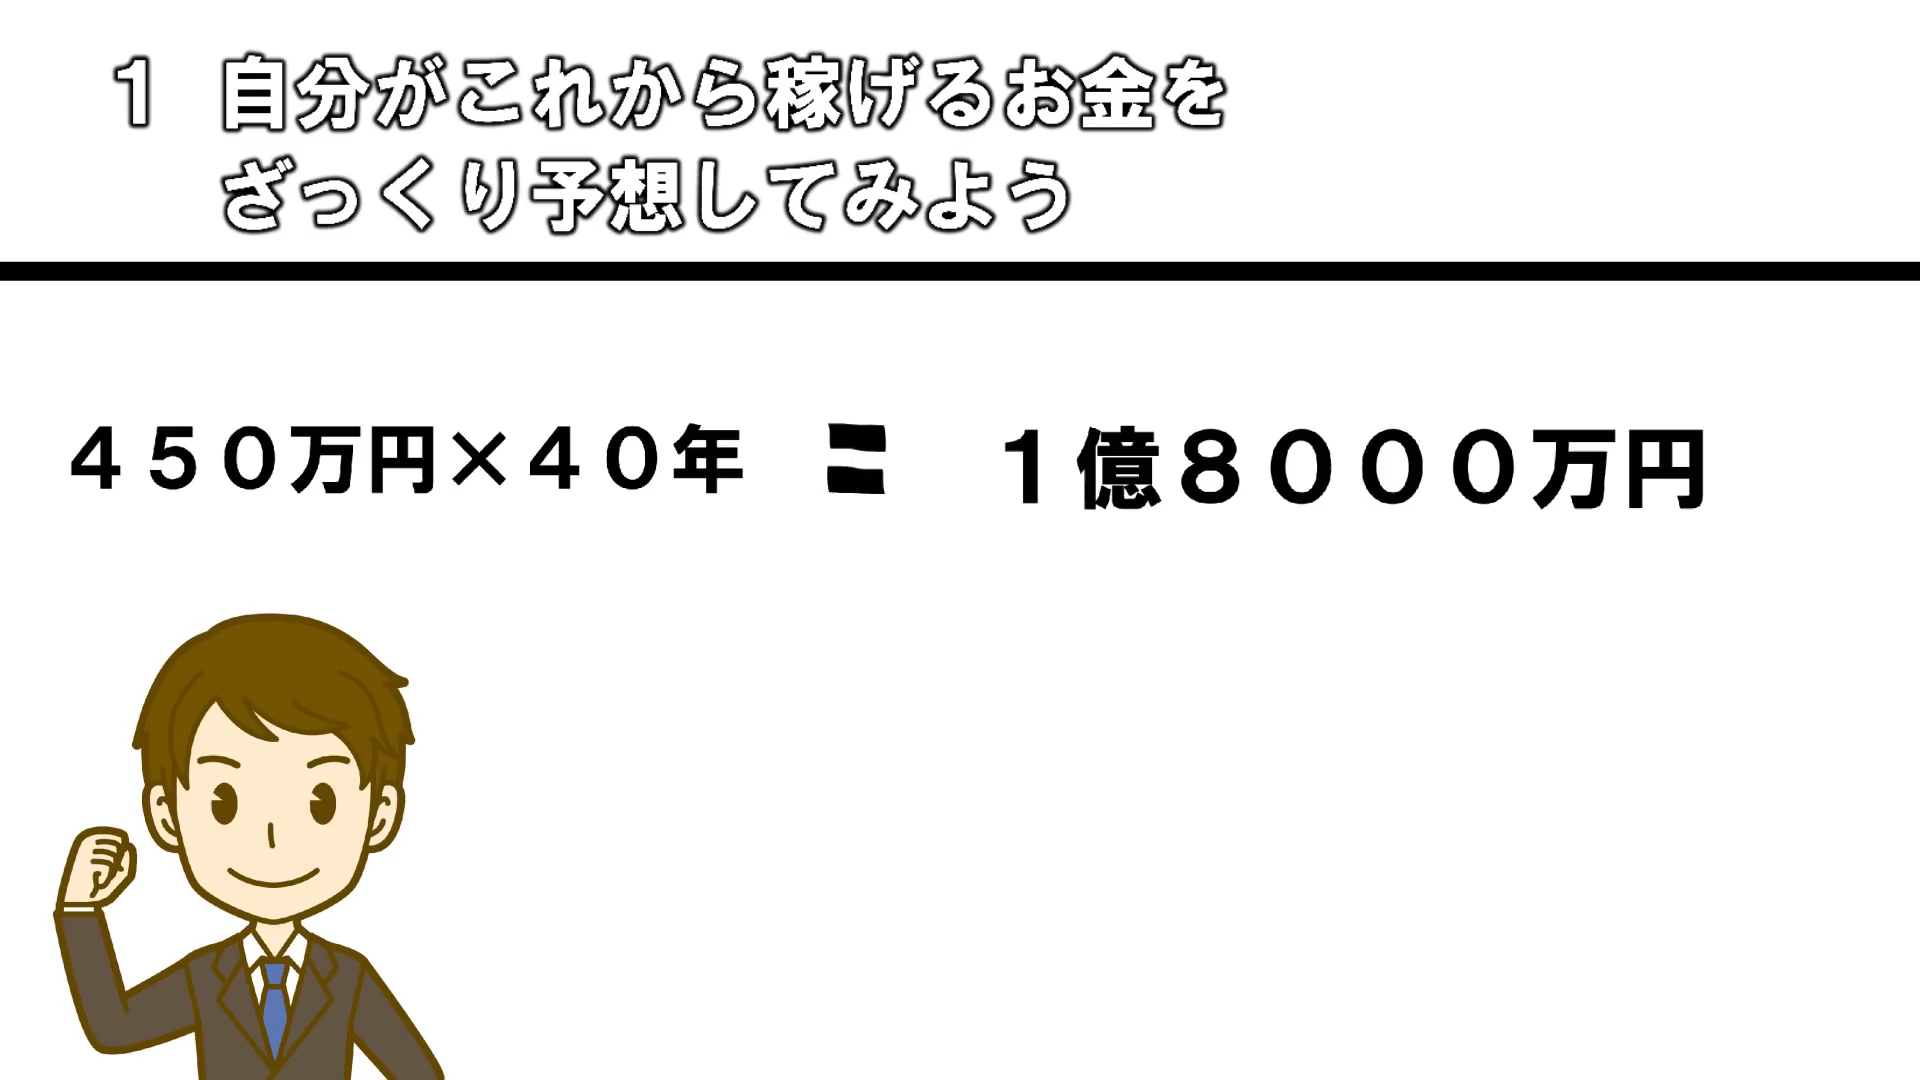 １ 自分がこれから稼げるお金を
ざっくり予想してみよう
４５０万円×４０年 = １億８０００万円